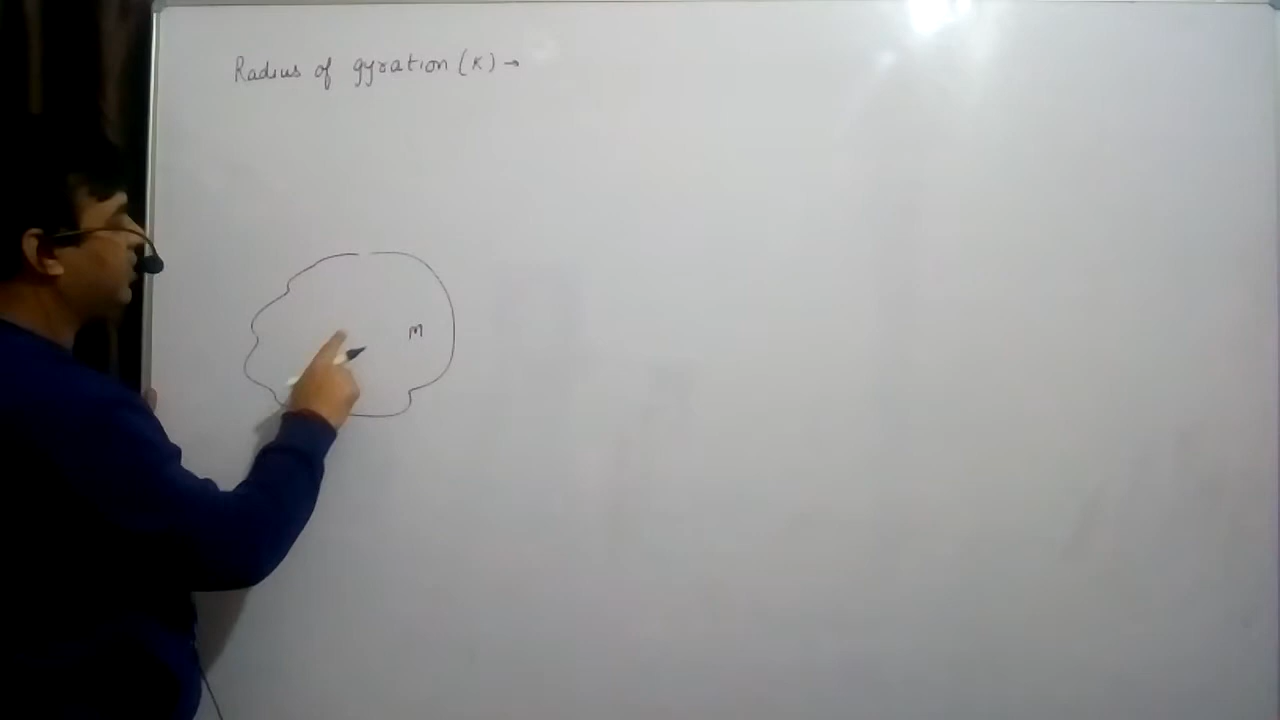 Radius of gyration (K) →
M